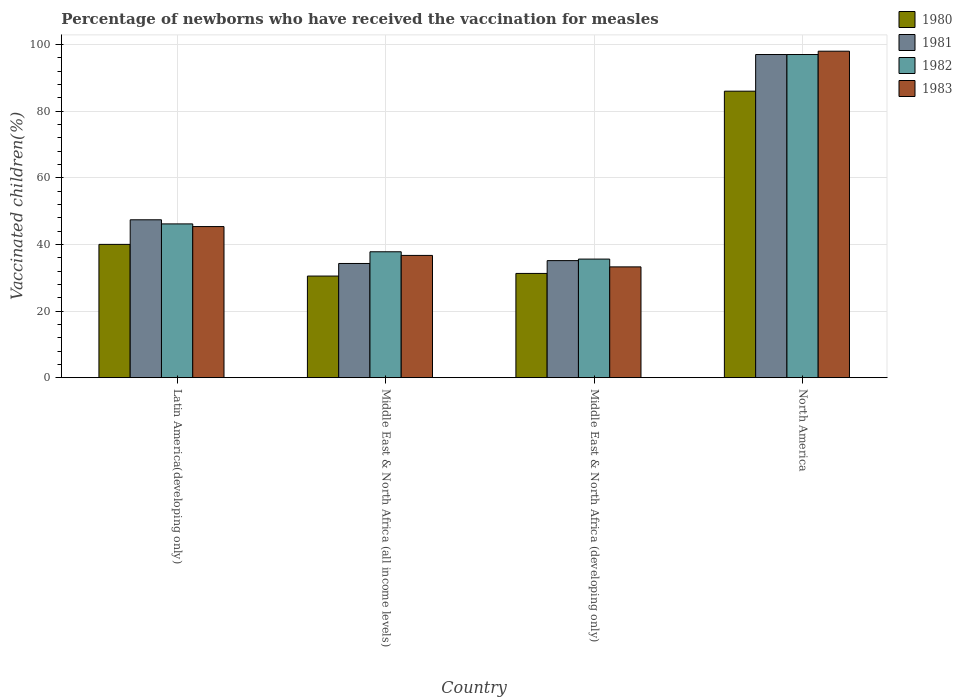 Percentage of newborns who have received the vaccination for measles
1980
1981
1982
1983
Vaccinated children(%)
100
80
60
40
20
0
Latin America(developing only)
Middle East & North Africa (all income levels)
Middle East & North Africa (developing only)
North America
Country